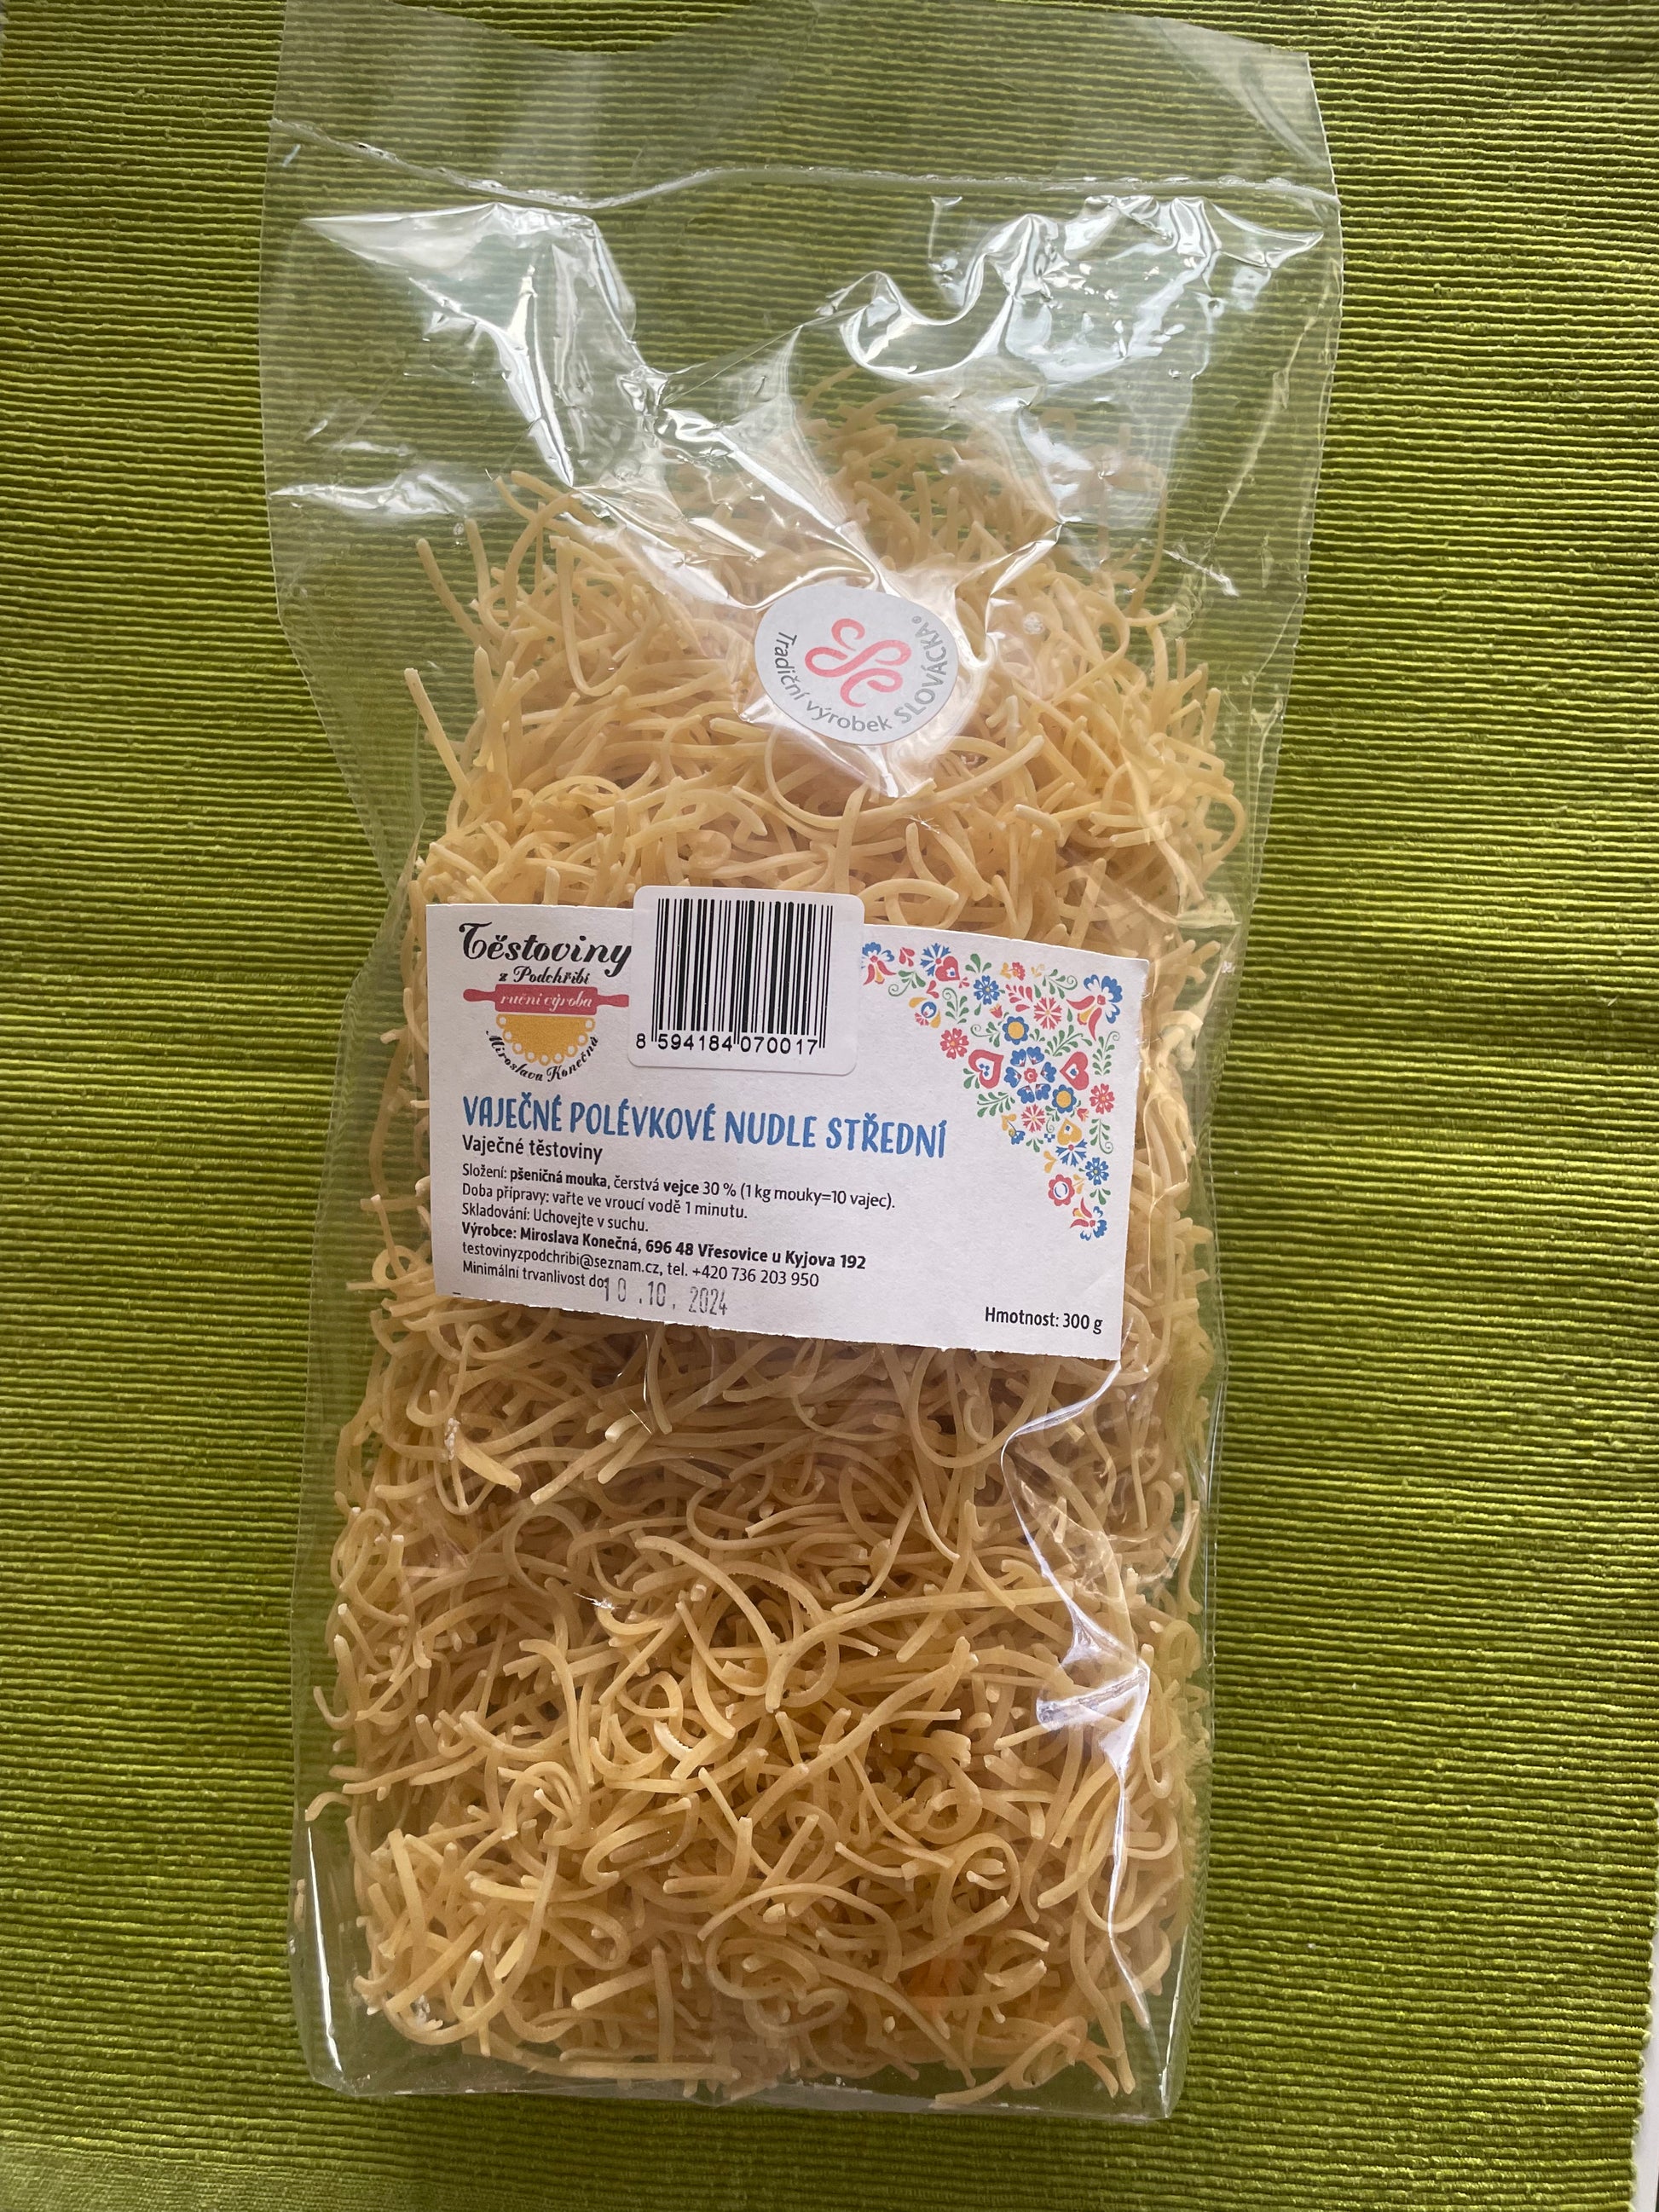 Tradiční výrobek SLOVÁCKA®
Těstoviny
z Podchřibí
ruční výroba
Miroslava Konečná
8 594184 070017
VAJEČNÉ POLÉVKOVÉ NUDLE STŘEDNÍ
Vaječné těstoviny
Složení: pšeničná mouka, čerstvá vejce 30 % (1 kg mouky=10 vajec).
Doba přípravy: vařte ve vroucí vodě 1 minutu.
Skladování: Uchovejte v suchu.
Výrobce: Miroslava Konečná, 696 48 Vřesovice u Kyjova 192
testovinyzpodchribi@seznam.cz, tel. +420 736 203 950
Minimální trvanlivost do: 10.10.2024
Hmotnost: 300 g